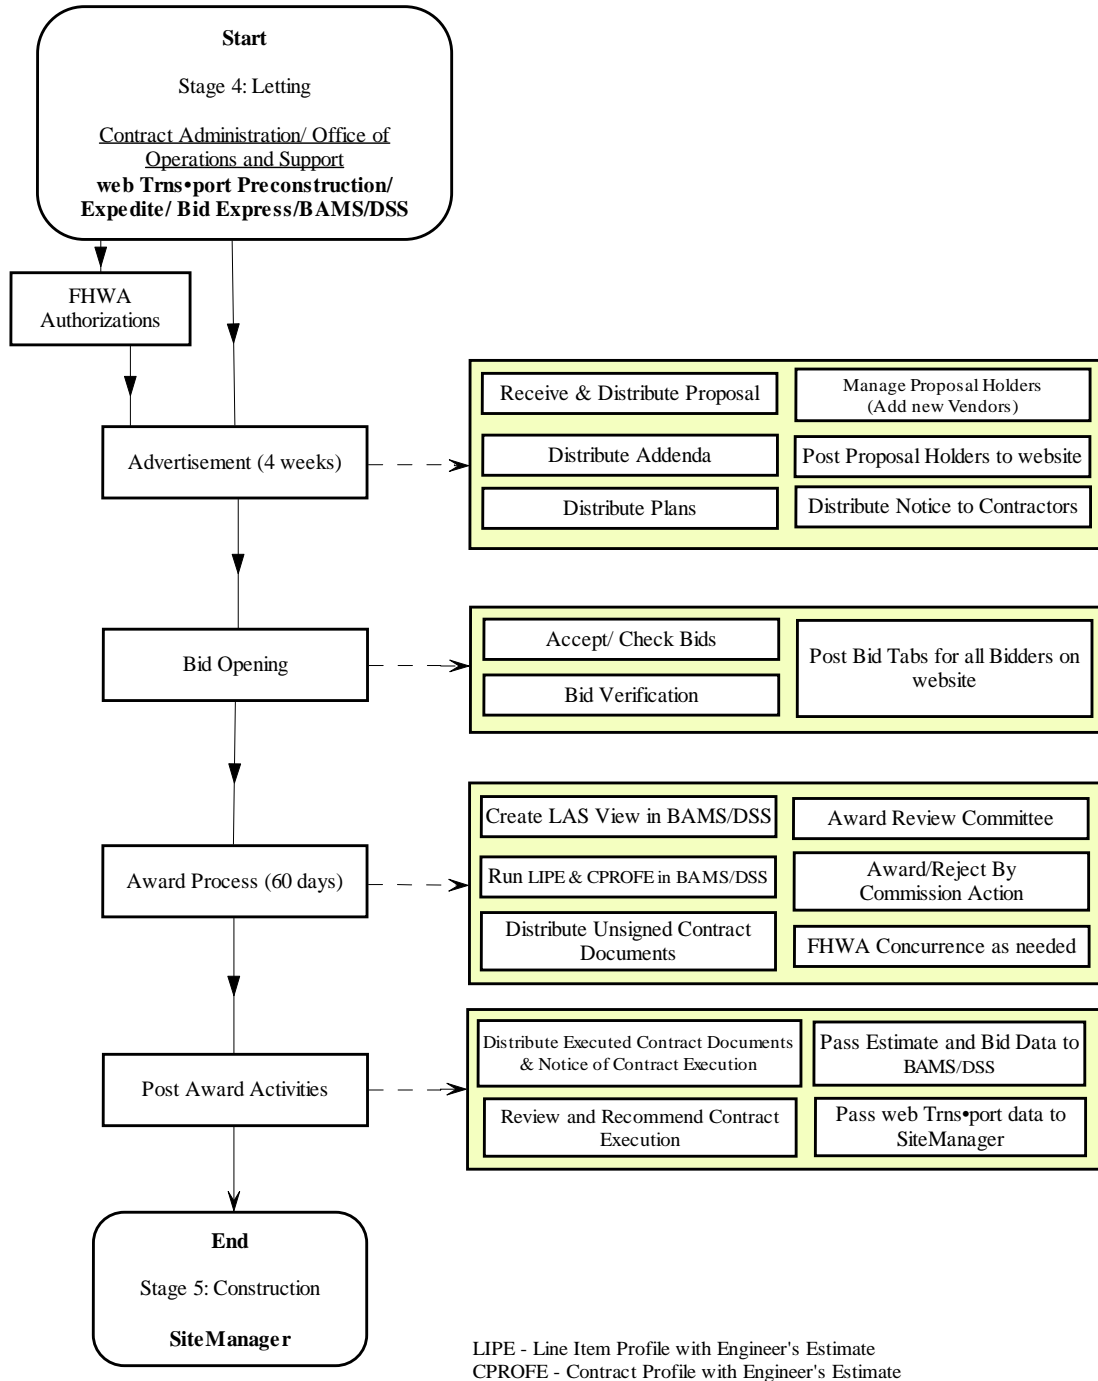 Start
Stage 4: Letting
Contract Administration/ Office of
Operations and Support
web Trns•port Preconstruction/
Expedite/ Bid Express/BAMS/DSS
FHWA
Authorizations
Advertisement (4 weeks)
Receive & Distribute Proposal
Manage Proposal Holders
(Add new Vendors)
Distribute Addenda
Post Proposal Holders to website
Distribute Plans
Distribute Notice to Contractors
Bid Opening
Accept/ Check Bids
Bid Verification
Post Bid Tabs for all Bidders on
website
Award Process (60 days)
Create LAS View in BAMS/DSS
Award Review Committee
Run LIPE & CPROFE in BAMS/DSS
Award/Reject By
Commission Action
Distribute Unsigned Contract
Documents
FHWA Concurrence as needed
Post Award Activities
Distribute Executed Contract Documents
& Notice of Contract Execution
Pass Estimate and Bid Data to
BAMS/DSS
Review and Recommend Contract
Execution
Pass web Trns•port data to
SiteManager
End
Stage 5: Construction
SiteManager
LIPE - Line Item Profile with Engineer's Estimate
CPROFE - Contract Profile with Engineer's Estimate